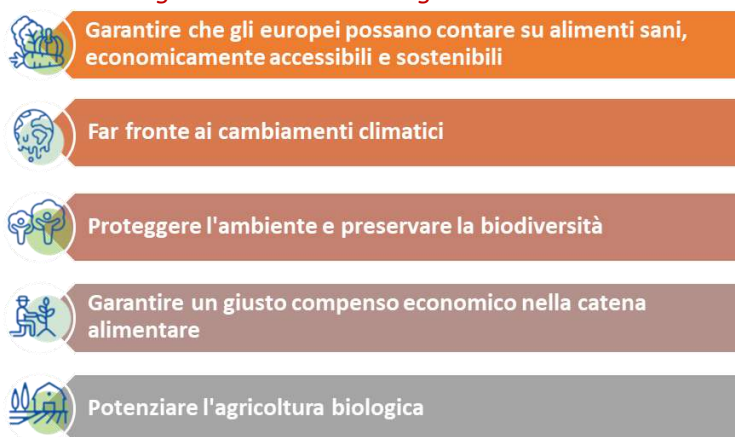 Garantire che gli europei possano contare su alimenti sani,
economicamente accessibili e sostenibili
Far fronte ai cambiamenti climatici
Proteggere l'ambiente e preservare la biodiversità
Garantire un giusto compenso economico nella catena
alimentare
Potenziare l'agricoltura biologica